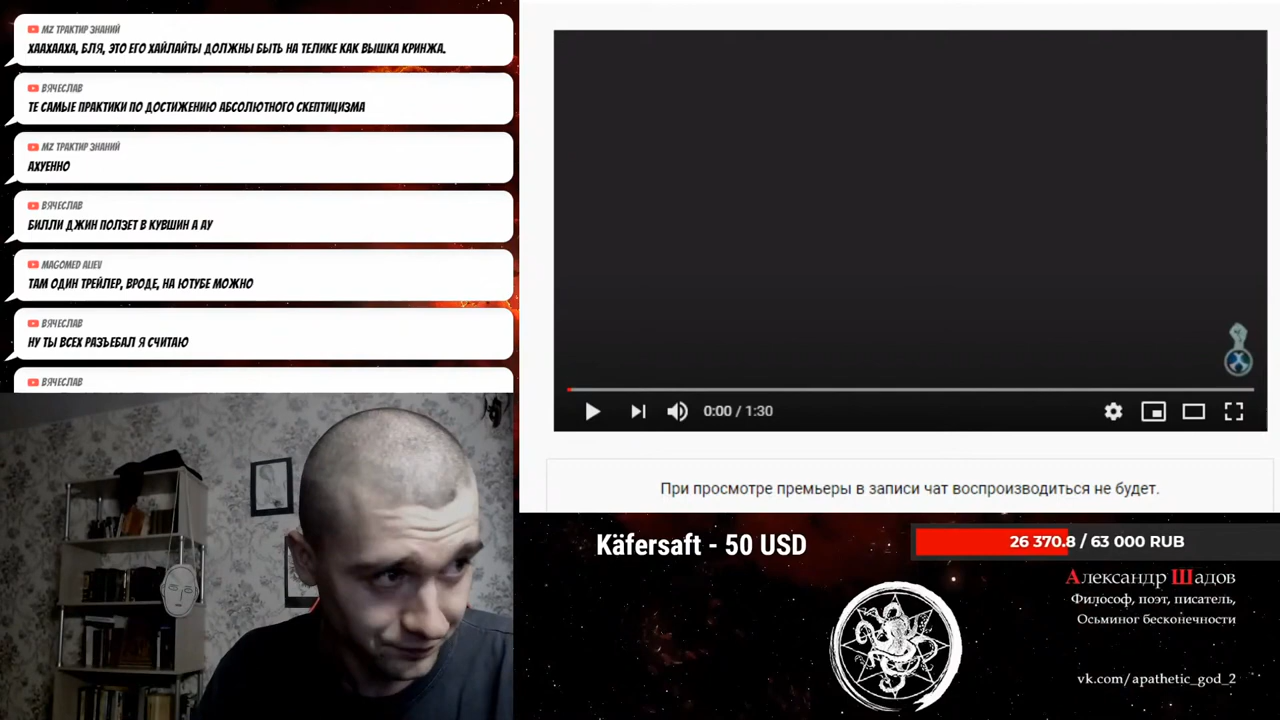 MZ ТРАКТИР ЗНАНИЙ
ХААХАААХА, БЛЯ, ЭТО ЕГО ХАЙЛАЙТЫ ДОЛЖНЫ БЫТЬ НА ТЕЛИКЕ КАК ВЫШКА КРИНЖА.
ВЯЧЕСЛАВ
ТЕ САМЫЕ ПРАКТИКИ ПО ДОСТИЖЕНИЮ АБСОЛЮТНОГО СКЕПТИЦИЗМА
MZ ТРАКТИР ЗНАНИЙ
АХУЕННО
ВЯЧЕСЛАВ
БИЛЛИ ДЖИН ПОЛЗЕТ В КУВШИН А АУ
MAGOMED ALIEV
ТАМ ОДИН ТРЕЙЛЕР, ВРОДЕ, НА ЮТУБЕ МОЖНО
ВЯЧЕСЛАВ
НУ ТЫ ВСЕХ РАЗЪЕБАЛ Я СЧИТАЮ
ВЯЧЕСЛАВ
0:00 / 1:30
При просмотре премьеры в записи чат воспроизводиться не будет.
Käfersaft - 50 USD
26 370.8 / 63 000 RUB
Александр Шадов
Философ, поэт, писатель,
Осьминог бесконечности
vk.com/apathetic_god_2